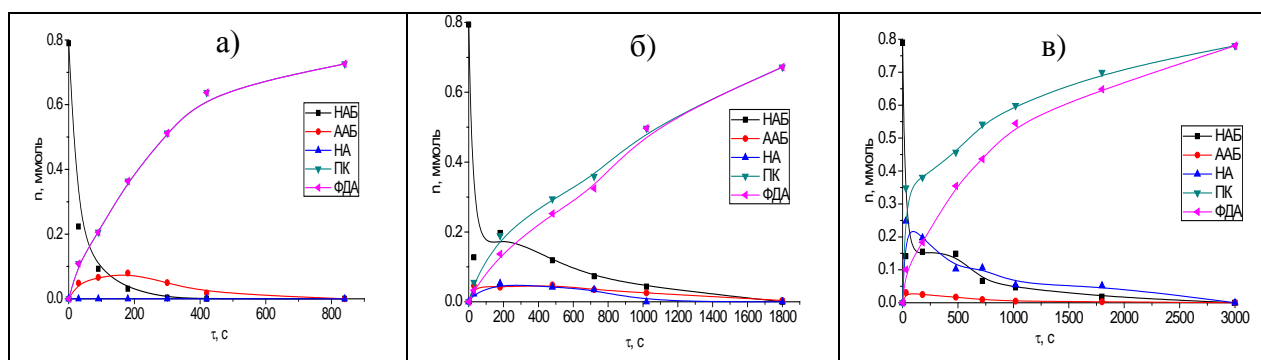 а)
n, ммоль
0,8
0,6
0,4
0,2
0,0
0 200 400 600 800
τ, с
НАБ
ААБ
НА
ПК
ФДА
б)
n, ммоль
0,8
0,6
0,4
0,2
0,0
0 200 400 600 800 1000 1200 1400 1600 1800
τ, с
НАБ
ААБ
НА
ПК
ФДА
в)
n, ммоль
0,8
0,7
0,6
0,5
0,4
0,3
0,2
0,1
0,0
0 500 1000 1500 2000 2500 3000
τ, с
НАБ
ААБ
НА
ПК
ФДА